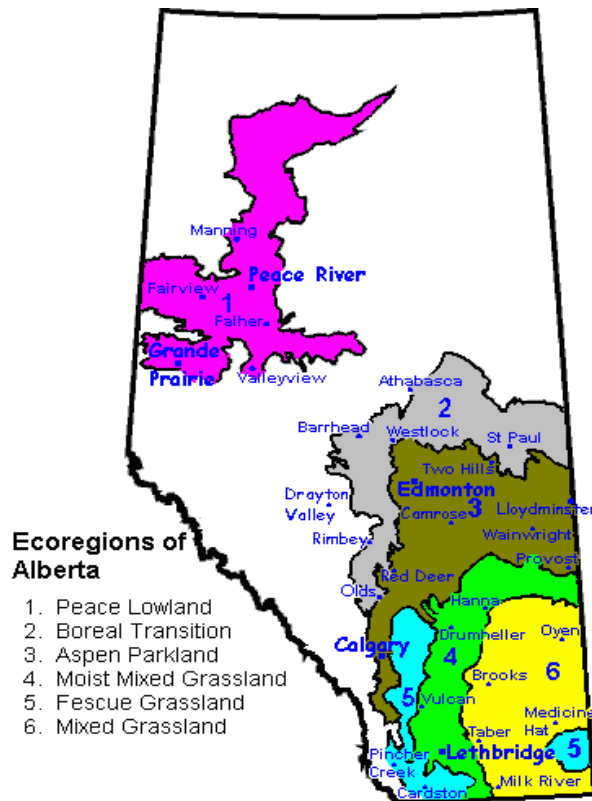 Manning
Peace River
Fairview
1
Falher
Grande
Prairie
Valleyview
Athabasca
2
Barrhead
Westlock
St Paul
Two Hills
Edmonton
Drayton
Valley
Camrose
3
Lloydminster
Wainwright
Rimbey
Provost
Red Deer
Olds
Hanna
Drumheller
Oyen
Calgary
4
6
Brooks
5
Vulcan
Medicine
Hat
Taber
5
Pincher
Creek
Lethbridge
Milk River
Cardston
Ecoregions of
Alberta
1. Peace Lowland
2. Boreal Transition
3. Aspen Parkland
4. Moist Mixed Grassland
5. Fescue Grassland
6. Mixed Grassland